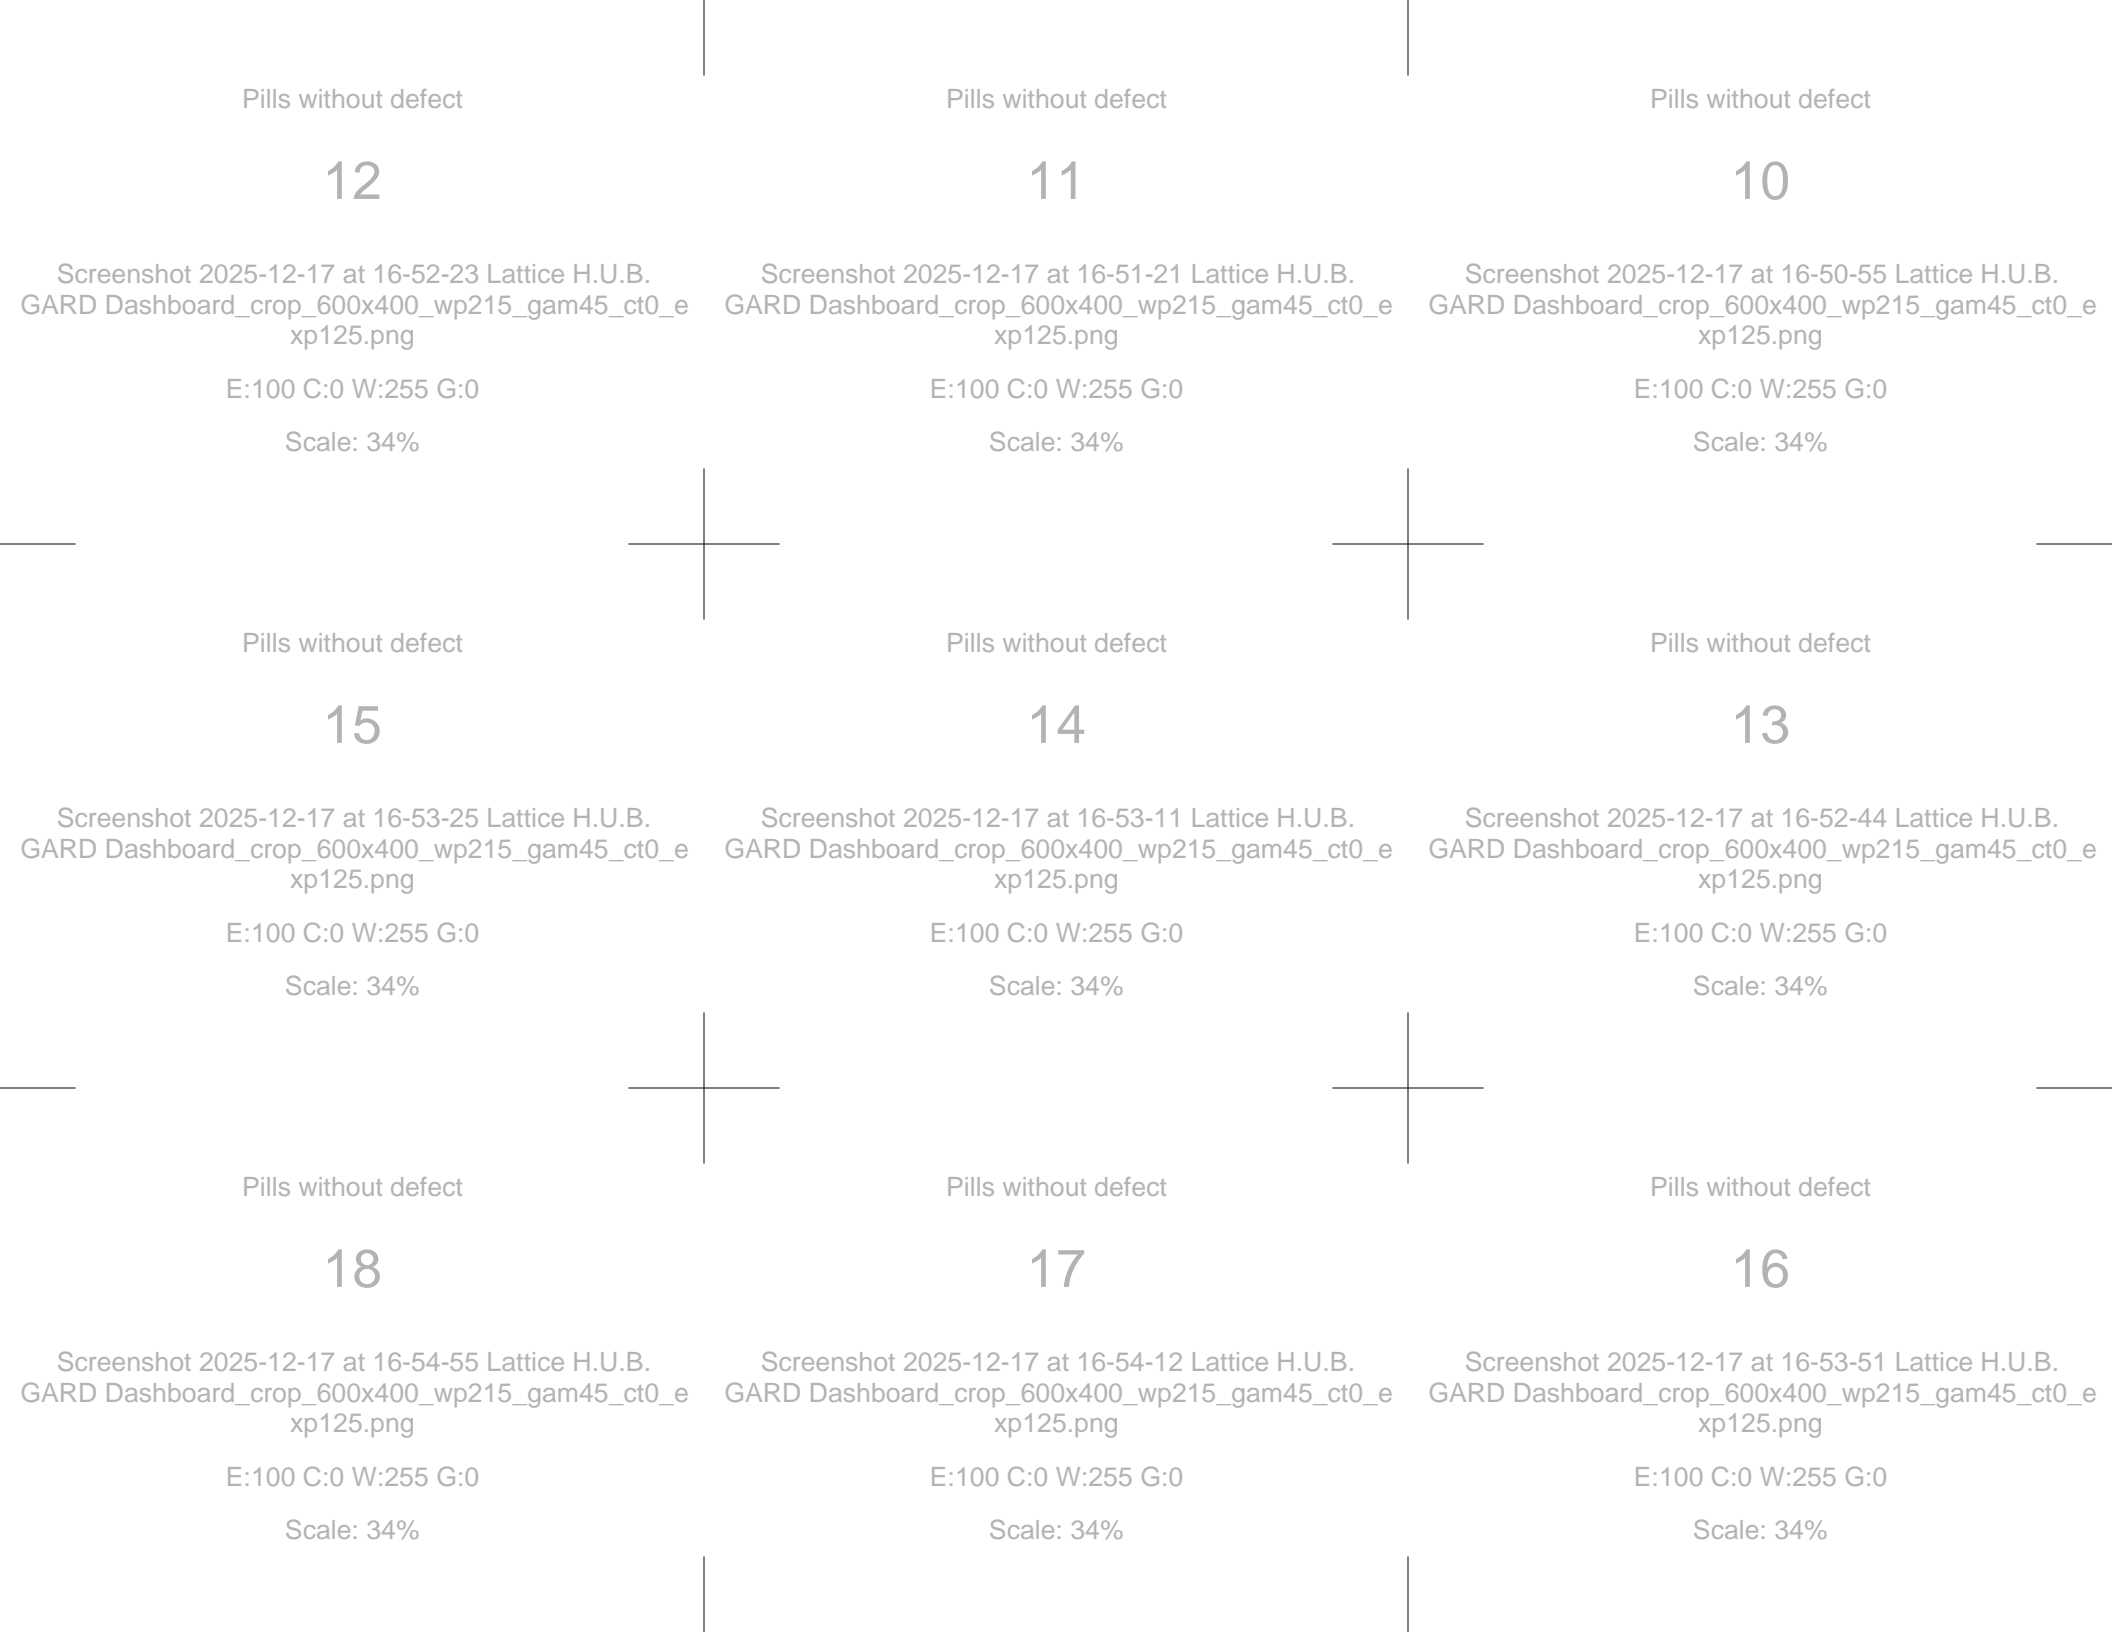 Pills without defect
12
Screenshot 2025-12-17 at 16-52-23 Lattice H.U.B.
GARD Dashboard_crop_600x400_wp215_gam45_ct0_e
xp125.png
E:100 C:0 W:255 G:0
Scale: 34%
Pills without defect
11
Screenshot 2025-12-17 at 16-51-21 Lattice H.U.B.
GARD Dashboard_crop_600x400_wp215_gam45_ct0_e
xp125.png
E:100 C:0 W:255 G:0
Scale: 34%
Pills without defect
10
Screenshot 2025-12-17 at 16-50-55 Lattice H.U.B.
GARD Dashboard_crop_600x400_wp215_gam45_ct0_e
xp125.png
E:100 C:0 W:255 G:0
Scale: 34%
Pills without defect
15
Screenshot 2025-12-17 at 16-53-25 Lattice H.U.B.
GARD Dashboard_crop_600x400_wp215_gam45_ct0_e
xp125.png
E:100 C:0 W:255 G:0
Scale: 34%
Pills without defect
14
Screenshot 2025-12-17 at 16-53-11 Lattice H.U.B.
GARD Dashboard_crop_600x400_wp215_gam45_ct0_e
xp125.png
E:100 C:0 W:255 G:0
Scale: 34%
Pills without defect
13
Screenshot 2025-12-17 at 16-52-44 Lattice H.U.B.
GARD Dashboard_crop_600x400_wp215_gam45_ct0_e
xp125.png
E:100 C:0 W:255 G:0
Scale: 34%
Pills without defect
18
Screenshot 2025-12-17 at 16-54-55 Lattice H.U.B.
GARD Dashboard_crop_600x400_wp215_gam45_ct0_e
xp125.png
E:100 C:0 W:255 G:0
Scale: 34%
Pills without defect
17
Screenshot 2025-12-17 at 16-54-12 Lattice H.U.B.
GARD Dashboard_crop_600x400_wp215_gam45_ct0_e
xp125.png
E:100 C:0 W:255 G:0
Scale: 34%
Pills without defect
16
Screenshot 2025-12-17 at 16-53-51 Lattice H.U.B.
GARD Dashboard_crop_600x400_wp215_gam45_ct0_e
xp125.png
E:100 C:0 W:255 G:0
Scale: 34%